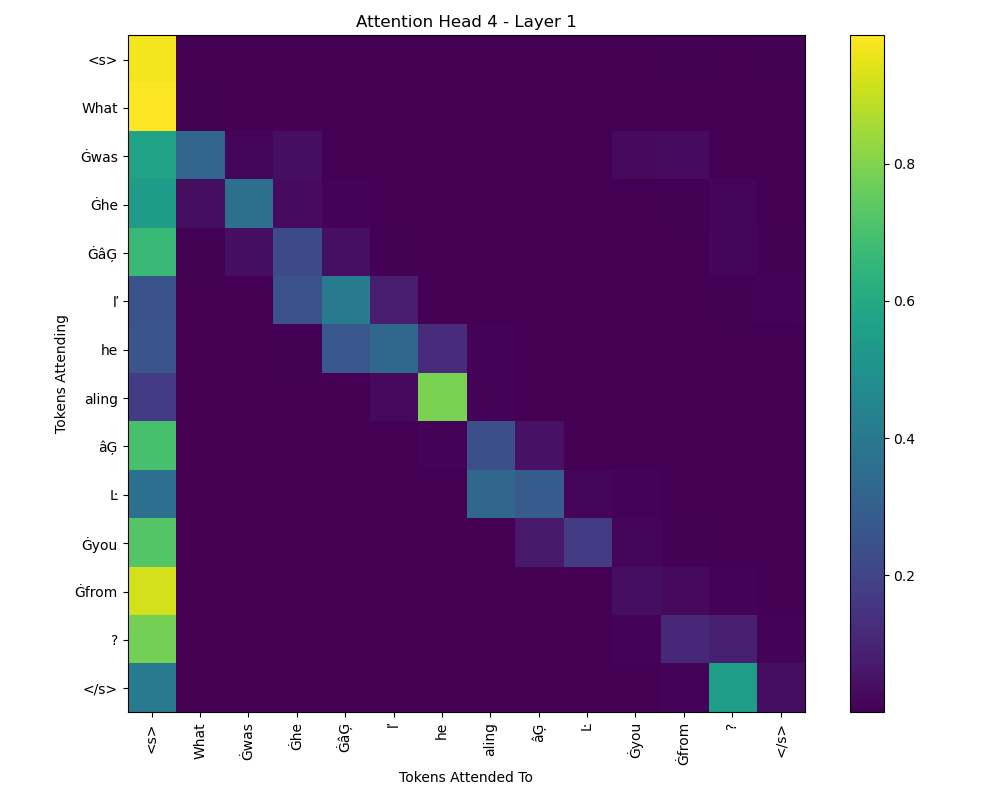 Attention Head 4 - Layer 1
<s>
What
Ġwas
Ġhe
ĠâĢ
ľ
he
aling
âĢ
Ŀ
Ġyou
Ġfrom
?
</s>
Tokens Attending
<s>
What
Ġwas
Ġhe
ĠâĢ
ľ
he
aling
âĢ
Ŀ
Ġyou
Ġfrom
?
</s>
Tokens Attended To
0.8
0.6
0.4
0.2